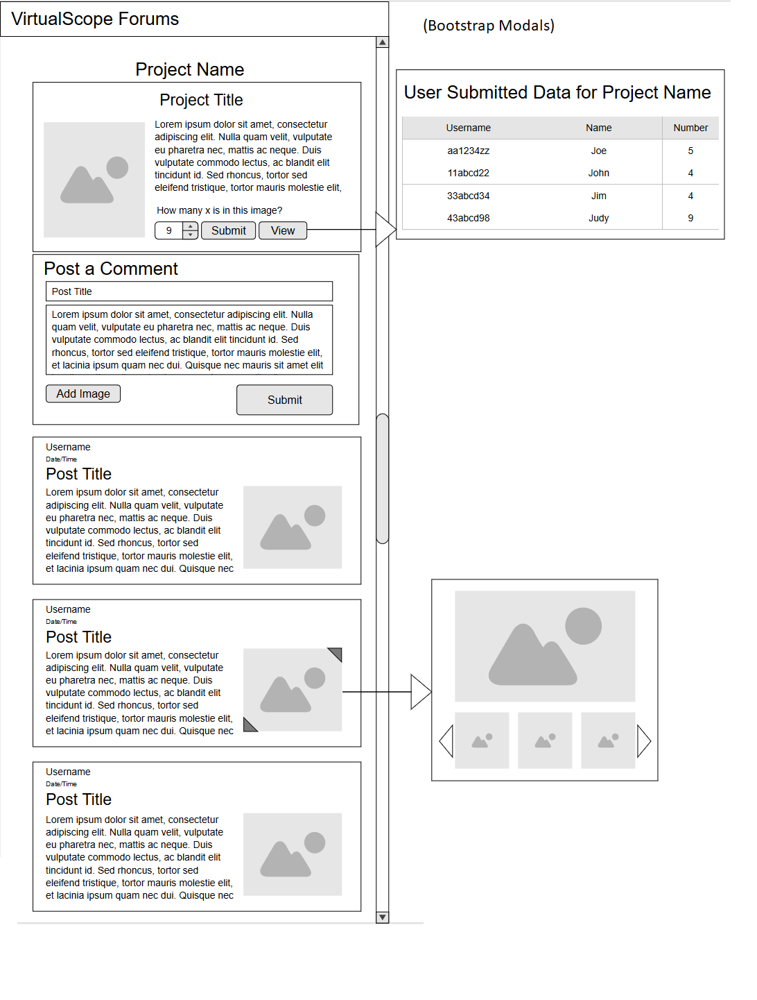 VirtualScope Forums
(Bootstrap Modals)
Project Name
Project Title
Lorem ipsum dolor sit amet, consectetur
adipiscing elit. Nulla quam velit, vulputate
eu pharetra nec, mattis ac neque. Duis
vulputate commodo lectus, ac blandit elit
tincidunt id. Sed rhoncus, tortor sed
eleifend tristique, tortor mauris molestie elit,
How many x is in this image?
9 Submit View
User Submitted Data for Project Name
Username Name Number
aa1234zz Joe 5
11abcd22 John 4
33abcd34 Jim 4
43abcd98 Judy 9
Post a Comment
Post Title
Lorem ipsum dolor sit amet, consectetur adipiscing elit. Nulla
quam velit, vulputate eu pharetra nec, mattis ac neque. Duis
vulputate commodo lectus, ac blandit elit tincidunt id. Sed
rhoncus, tortor sed eleifend tristique, tortor mauris molestie elit,
et lacinia ipsum quam nec dui. Quisque nec mauris sit amet elit
Add Image Submit
Username
Date/Time
Post Title
Lorem ipsum dolor sit amet, consectetur
adipiscing elit. Nulla quam velit, vulputate
eu pharetra nec, mattis ac neque. Duis
vulputate commodo lectus, ac blandit elit
tincidunt id. Sed rhoncus, tortor sed
eleifend tristique, tortor mauris molestie elit,
et lacinia ipsum quam nec dui. Quisque nec
Username
Date/Time
Post Title
Lorem ipsum dolor sit amet, consectetur
adipiscing elit. Nulla quam velit, vulputate
eu pharetra nec, mattis ac neque. Duis
vulputate commodo lectus, ac blandit elit
tincidunt id. Sed rhoncus, tortor sed
eleifend tristique, tortor mauris molestie elit,
et lacinia ipsum quam nec dui. Quisque nec
Username
Date/Time
Post Title
Lorem ipsum dolor sit amet, consectetur
adipiscing elit. Nulla quam velit, vulputate
eu pharetra nec, mattis ac neque. Duis
vulputate commodo lectus, ac blandit elit
tincidunt id. Sed rhoncus, tortor sed
eleifend tristique, tortor mauris molestie elit,
et lacinia ipsum quam nec dui. Quisque nec